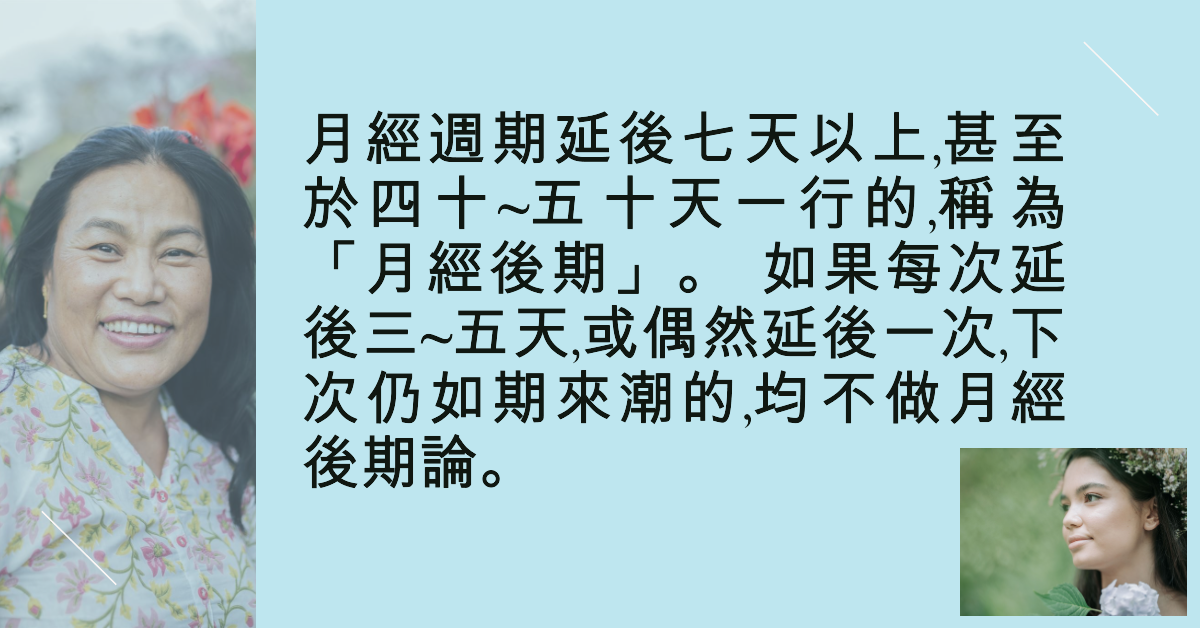 月經週期延後七天以上,甚至
於四十~五十天一行的,稱為
「月經後期」。 如果每次延
後三~五天,或偶然延後一次,下
次仍如期來潮的,均不做月經
後期論。